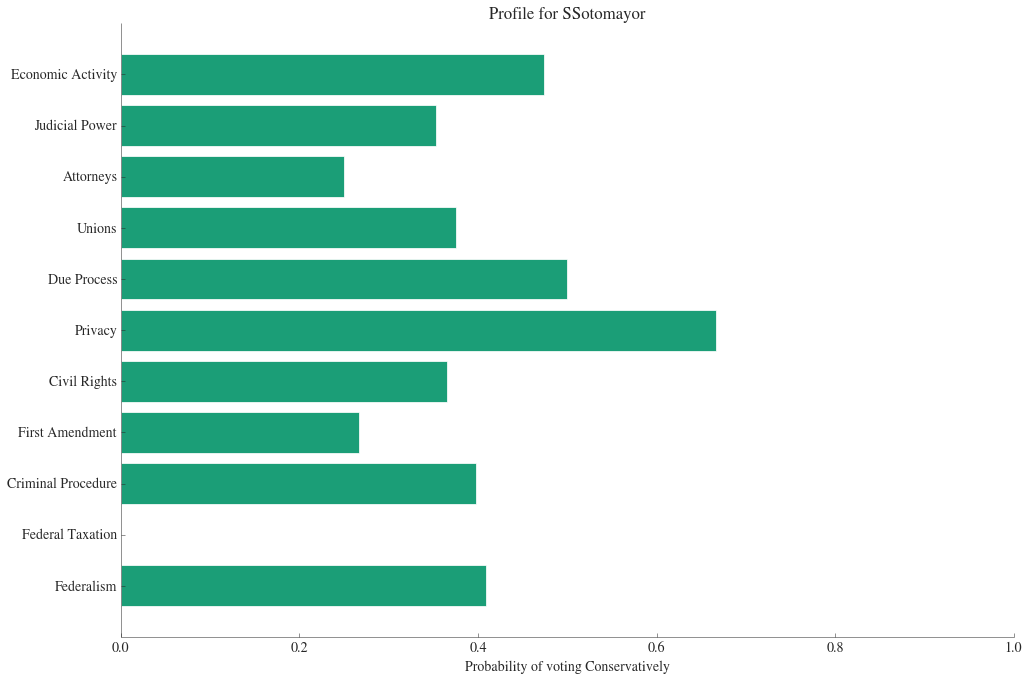 Profile for SSotomayor
Economic Activity
Judicial Power
Attorneys
Unions
Due Process
Privacy
Civil Rights
First Amendment
Criminal Procedure
Federal Taxation
Federalism
0.0 0.2 0.4 0.6 0.8 1.0
Probability of voting Conservatively